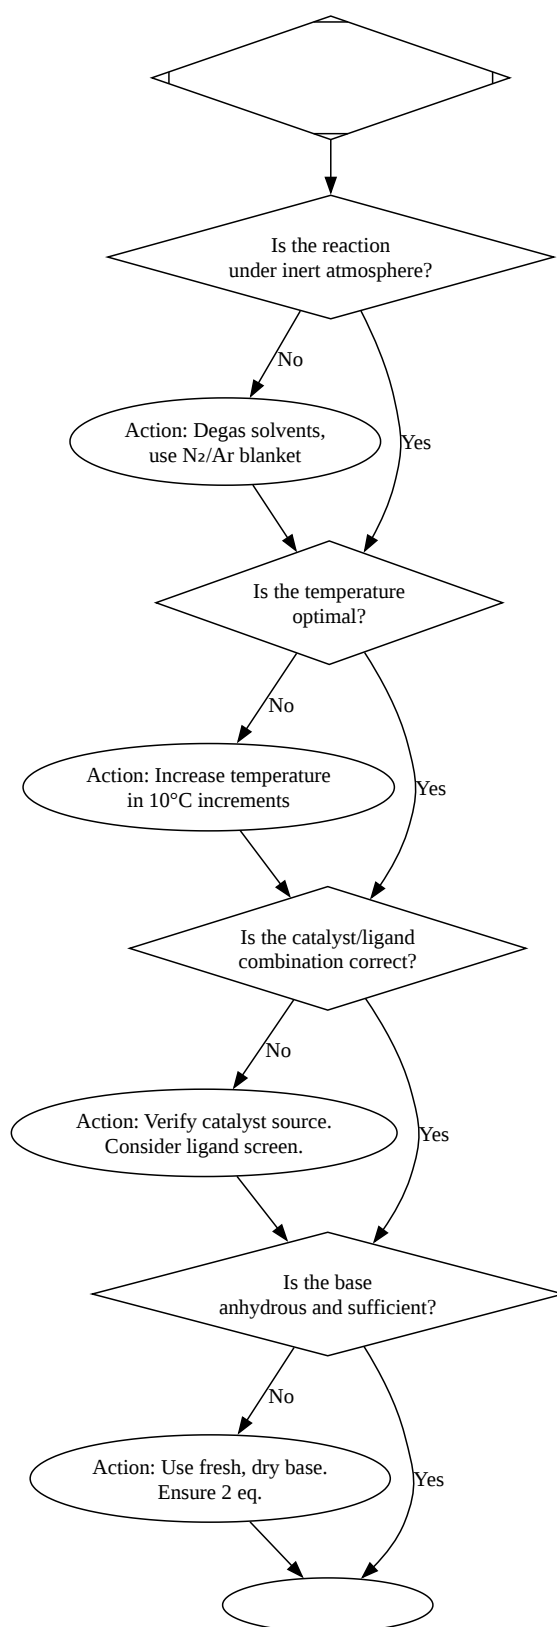 Is the reaction
under inert atmosphere?
No
Action: Degas solvents,
use N₂/Ar blanket
Yes
Is the temperature
optimal?
No
Action: Increase temperature
in 10°C increments
Yes
Is the catalyst/ligand
combination correct?
No
Action: Verify catalyst source.
Consider ligand screen.
Yes
Is the base
anhydrous and sufficient?
No
Action: Use fresh, dry base.
Ensure 2 eq.
Yes